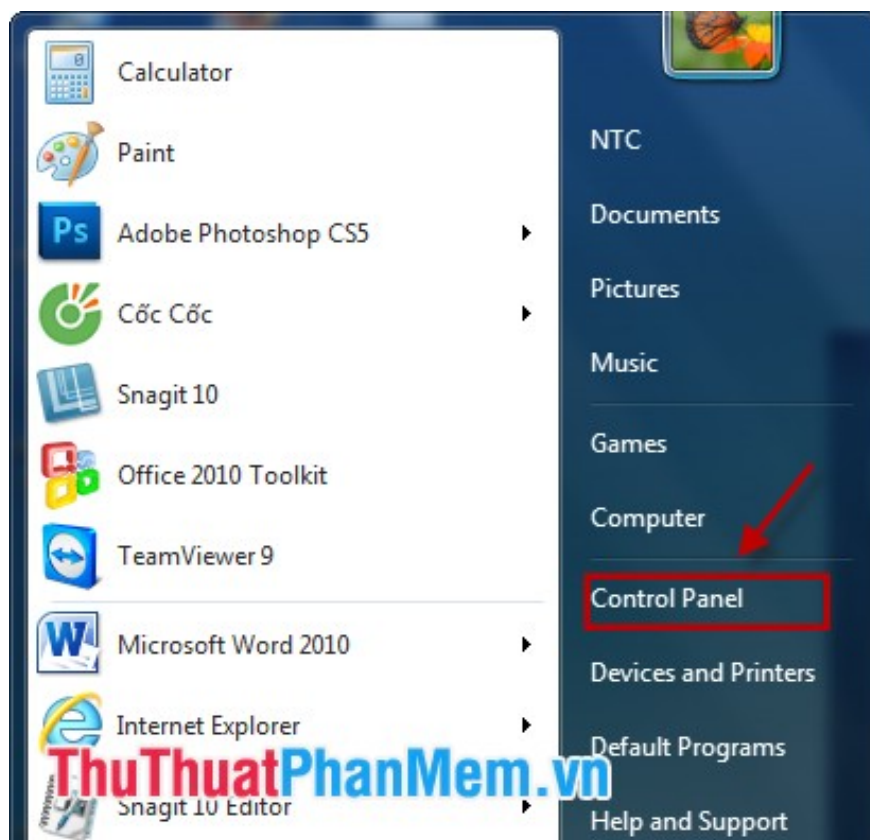 Calculator
Paint
Ps
Adobe Photoshop CS5
Cốc Cốc
Snagit 10
Office 2010 Toolkit
TeamViewer 9
Microsoft Word 2010
Internet Explorer
ThuThuatPhanMem.vn
Snagit 10 Editor
NTC
Documents
Pictures
Music
Games
Computer
Control Panel
Devices and Printers
Default Programs
Help and Support